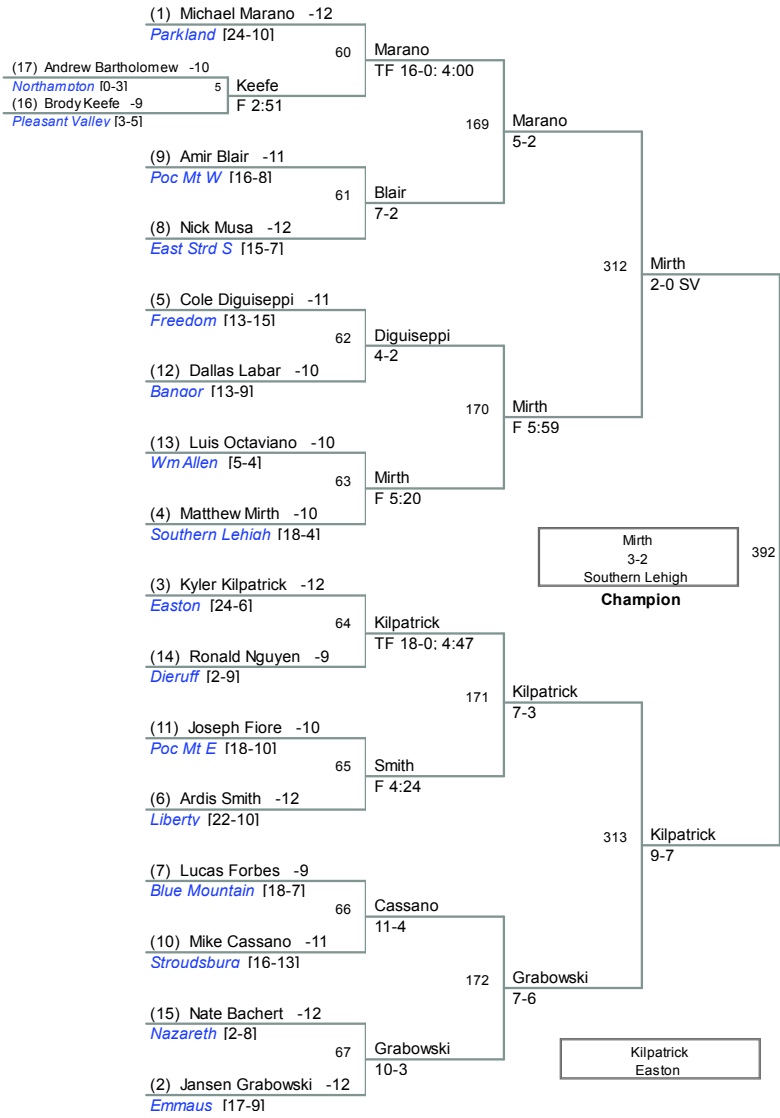 (1) Michael Marano -12
Parkland [24-10]
60
Marano
TF 16-0; 4:00
(17) Andrew Bartholomew -10
Northampton [0-3]
5
Keefe
F 2:51
(16) Brody Keefe -9
Pleasant Valley [3-5]
169
Marano
5-2
(9) Amir Blair -11
Poc Mt W [16-8]
61
Blair
7-2
(8) Nick Musa -12
East Strd S [15-7]
312
Mirth
2-0 SV
(5) Cole Diguiseppi -11
Freedom [13-15]
62
Diguiseppi
4-2
(12) Dallas Labar -10
Bangor [13-9]
170
Mirth
F 5:59
(13) Luis Octaviano -10
Wm Allen [5-4]
63
Mirth
F 5:20
(4) Matthew Mirth -10
Southern Lehigh [18-4]
Mirth
3-2
Southern Lehigh
Champion
392
(3) Kyler Kilpatrick -12
Easton [24-6]
64
Kilpatrick
TF 18-0; 4:47
(14) Ronald Nguyen -9
Dieruff [2-9]
171
Kilpatrick
7-3
(11) Joseph Fiore -10
Poc Mt E [18-10]
65
Smith
F 4:24
(6) Ardis Smith -12
Liberty [22-10]
313
Kilpatrick
9-7
(7) Lucas Forbes -9
Blue Mountain [18-7]
66
Cassano
11-4
(10) Mike Cassano -11
Stroudsburg [16-13]
172
Grabowski
7-6
(15) Nate Bachert -12
Nazareth [2-8]
67
Grabowski
10-3
(2) Jansen Grabowski -12
Emmaus [17-9]
Kilpatrick
Easton